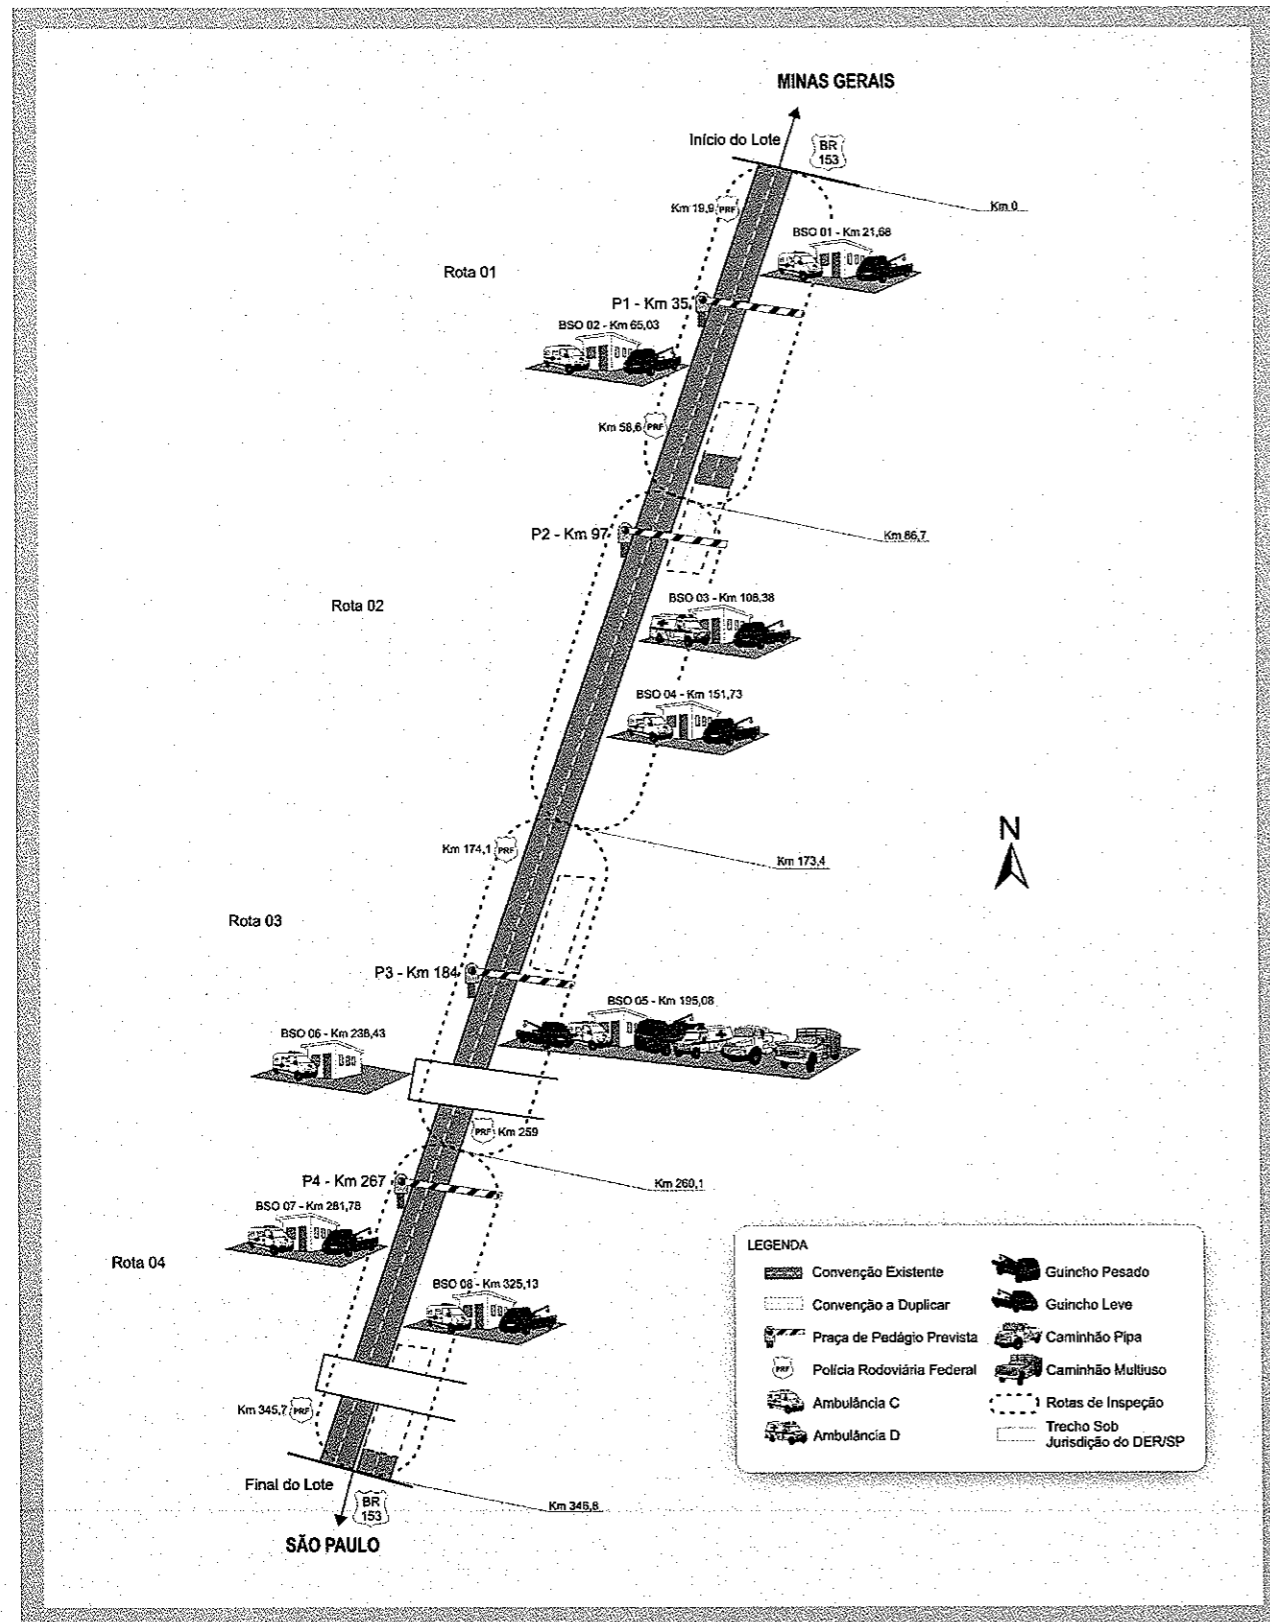 MINAS GERAIS
Início do Lote
BR
153
Km 0
Km 19,9
PRF
BSO 01 - Km 21,68
Rota 01
P1 - Km 35
BSO 02 - Km 65,03
Km 58,6
PRF
Km 86,7
P2 - Km 97
Rota 02
BSO 03 - Km 108,38
BSO 04 - Km 151,73
Km 174,1
PRF
Km 173,4
N
Rota 03
P3 - Km 184
BSO 05 - Km 195,08
BSO 06 - Km 238,43
PRF
Km 259
Km 260,1
P4 - Km 267
BSO 07 - Km 281,78
Rota 04
BSO 08 - Km 325,13
Km 345,7
PRF
Final do Lote
BR
153
Km 346,8
SÃO PAULO
LEGENDA
Convenção Existente
Convenção a Duplicar
Praça de Pedágio Prevista
PRF
Polícia Rodoviária Federal
Ambulância C
Ambulância D
Guincho Pesado
Guincho Leve
Caminhão Pipa
Caminhão Multiuso
Rotas de Inspeção
Trecho Sob
Jurisdição do DER/SP